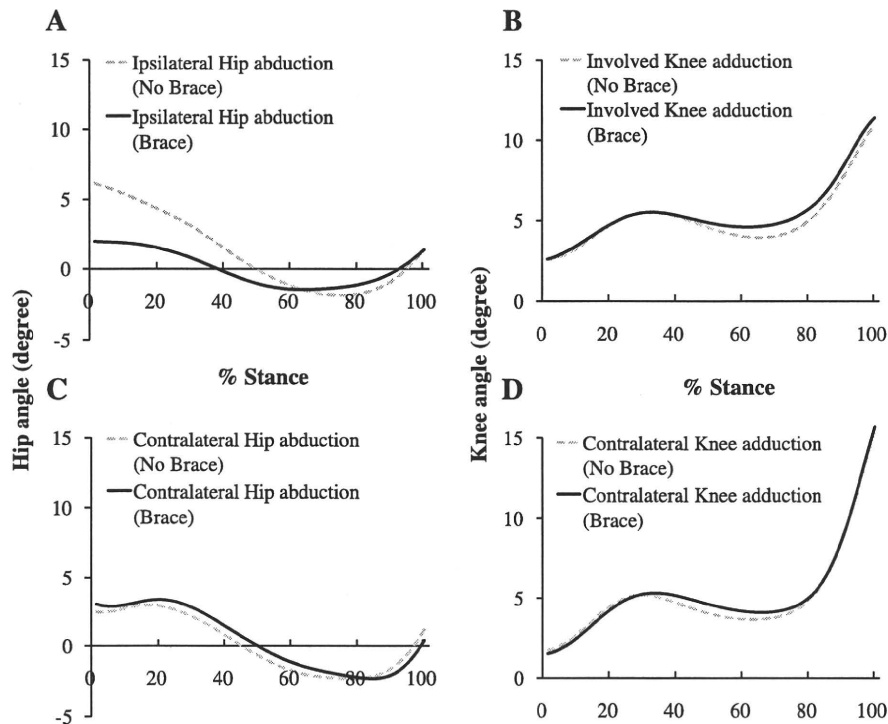 A
15
10
5
0
-5
0
20
40
60
80
100
Ipsilateral Hip abduction
(No Brace)
Ipsilateral Hip abduction
(Brace)
% Stance
B
15
10
5
0
0
20
40
60
80
100
Involved Knee adduction
(No Brace)
Involved Knee adduction
(Brace)
% Stance
Hip angle (degree)
Knee angle (degree)
C
15
10
5
0
-5
0
20
40
60
80
100
Contralateral Hip abduction
(No Brace)
Contralateral Hip abduction
(Brace)
D
15
10
5
0
0
20
40
60
80
100
Contralateral Knee adduction
(No Brace)
Contralateral Knee adduction
(Brace)